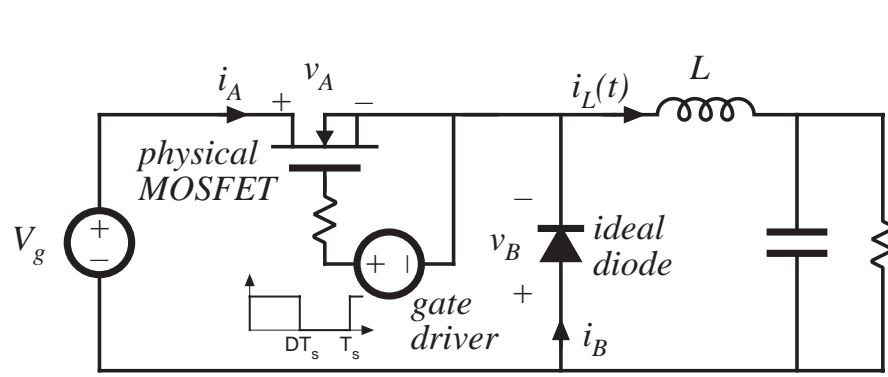 i_A
v_A
+
−
i_L(t)
L
physical
MOSFET
V_g
+
−
+
−
gate
driver
DT_s
T_s
−
v_B
+
ideal
diode
i_B